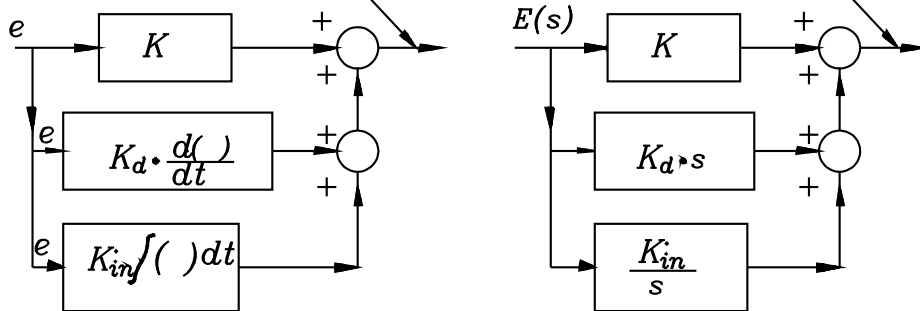 e
K
+
+
e
K_d · d( )/dt
+
+
e
K_in ∫( )dt
E(s)
K
+
+
K_d · s
+
+
K_in/s